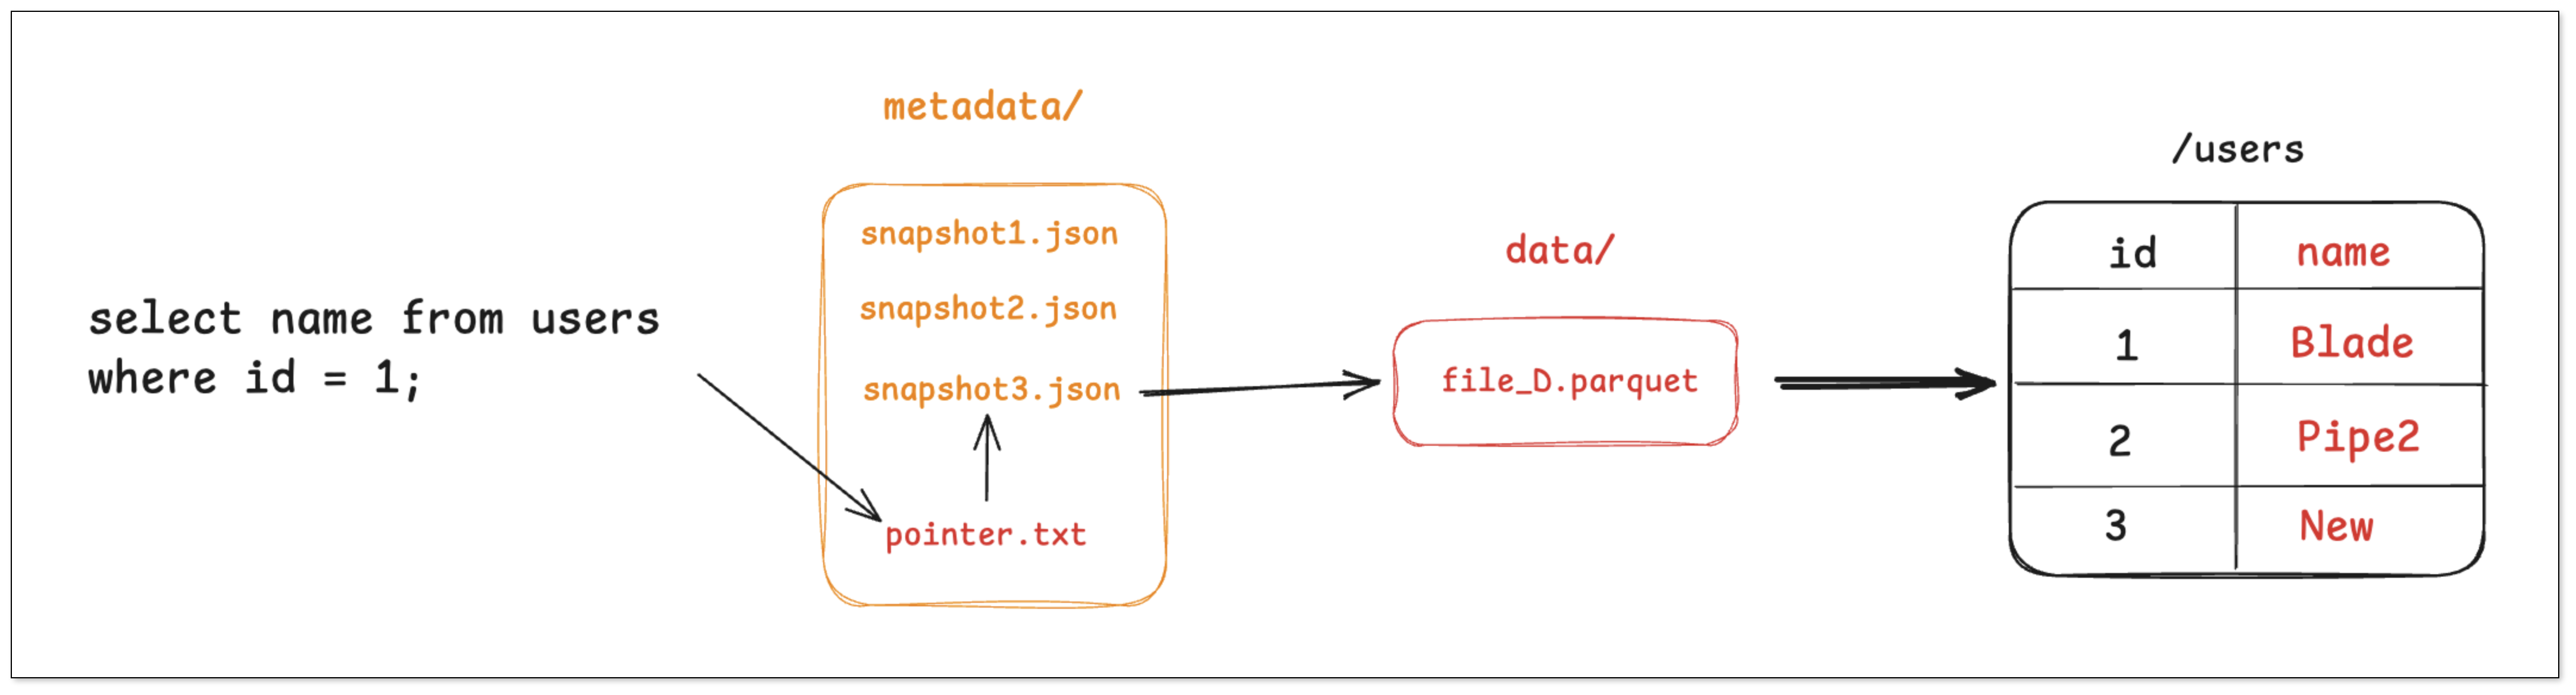 select name from users
where id = 1;
metadata/
snapshot1.json
snapshot2.json
snapshot3.json
pointer.txt
data/
file_D.parquet
/users
id name
1 Blade
2 Pipe2
3 New